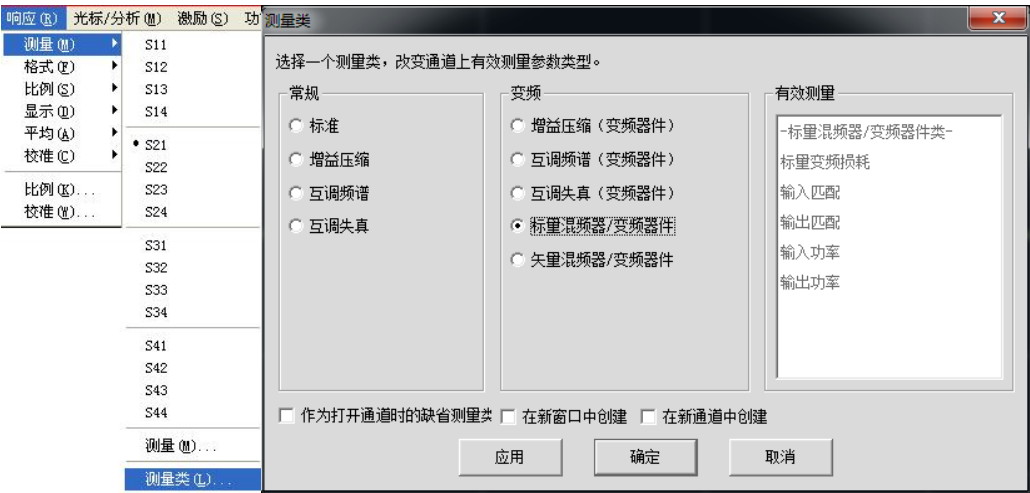 响应(R) 光标/分析(M) 激励(S) 功
测量(M)
格式(F)
比例(S)
显示(D)
平均(A)
校准(C)
比例(K)...
校准(W)...
S11
S12
S13
S14
S21
S22
S23
S24
S31
S32
S33
S34
S41
S42
S43
S44
测量(M)...
测量类(L)...
测量类
选择一个测量类，改变通道上有效测量参数类型。
常规
标准
增益压缩
互调频谱
互调失真
变频
增益压缩（变频器件）
互调频谱（变频器件）
互调失真（变频器件）
标量混频器/变频器件
矢量混频器/变频器件
有效测量
-标量混频器/变频器件类-
标量变频损耗
输入匹配
输出匹配
输入功率
输出功率
作为打开通道时的缺省测量类 在新窗口中创建 在新通道中创建
应用 确定 取消